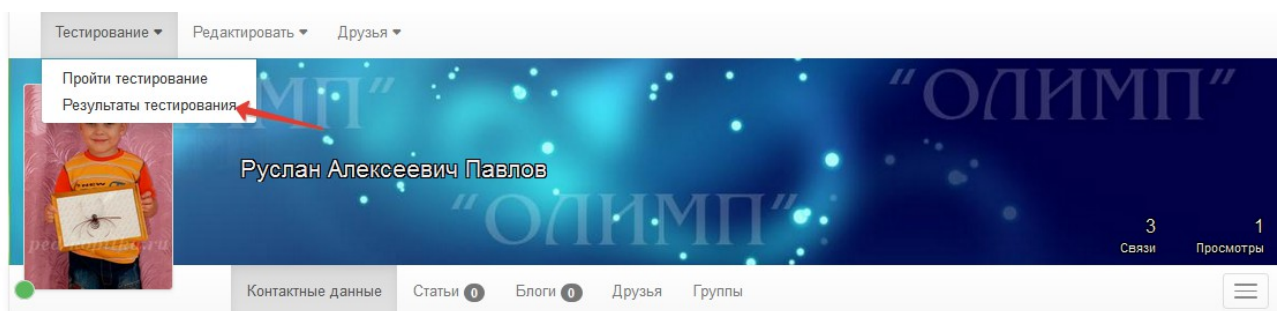 Тестирование Редактировать Друзья
Пройти тестирование
Результаты тестирования
"ОЛИМП"
Руслан Алексеевич Павлов
"ОЛИМП"
3 1
Связи Просмотры
Контактные данные Статьи 0 Блоги 0 Друзья Группы